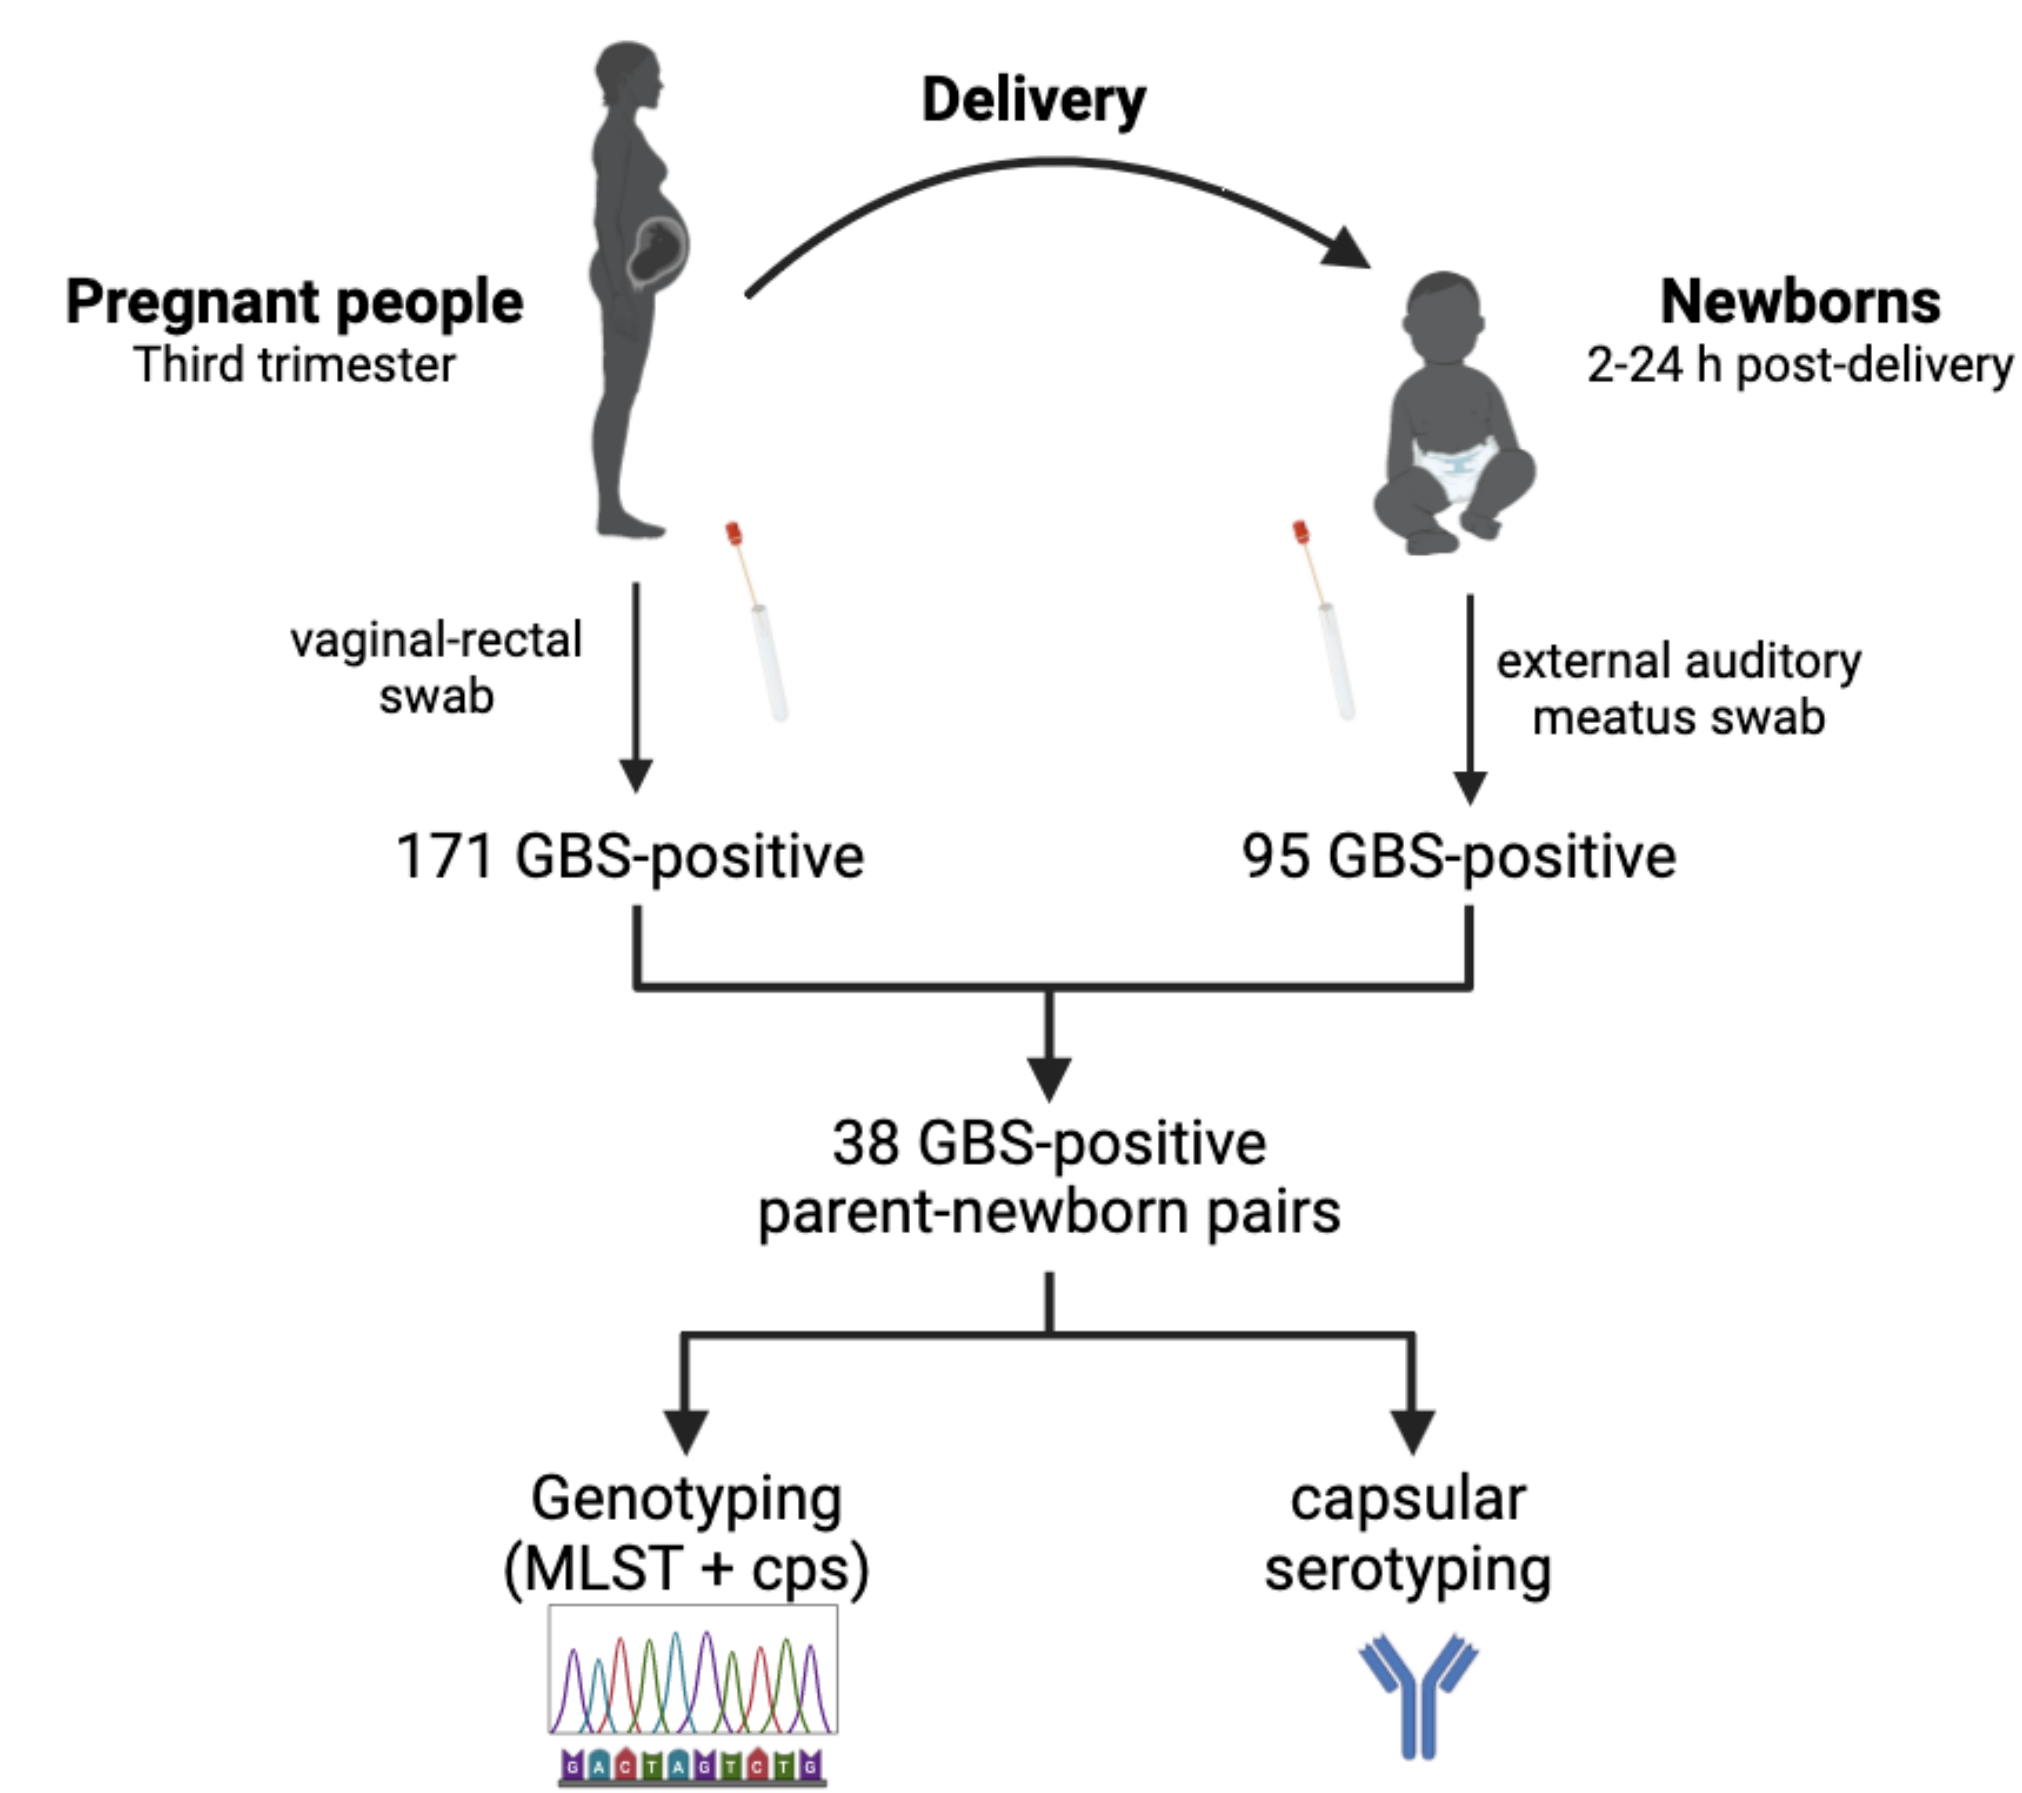 Delivery
Pregnant people
Third trimester
Newborns
2-24 h post-delivery
vaginal-rectal
swab
external auditory
meatus swab
171 GBS-positive
95 GBS-positive
38 GBS-positive
parent-newborn pairs
Genotyping
(MLST + cps)
capsular
serotyping
G A C T A G T C T G